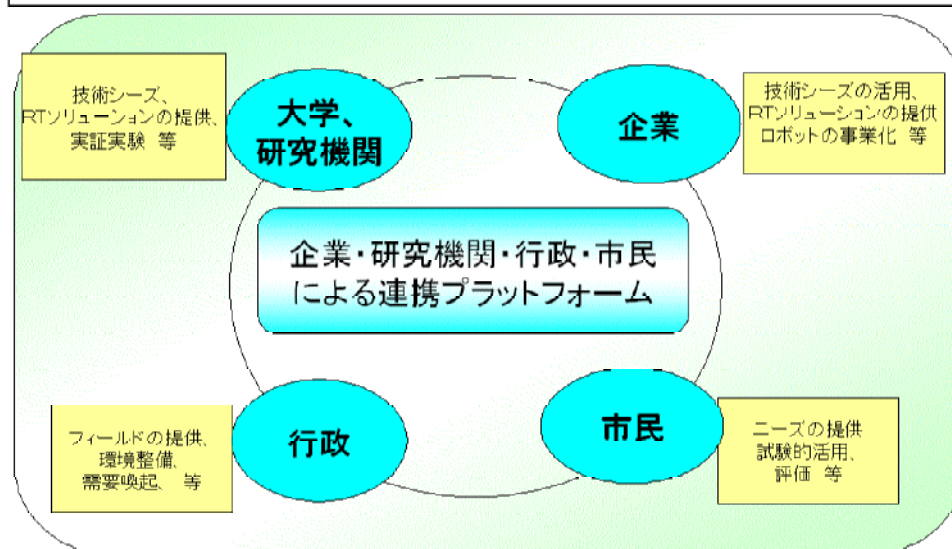 技術シーズ、
RTソリューションの提供、
実証実験 等
大学、
研究機関
企業
技術シーズの活用、
RTソリューションの提供
ロボットの事業化 等
企業・研究機関・行政・市民
による連携プラットフォーム
フィールドの提供、
環境整備、
需要喚起、 等
行政
市民
ニーズの提供
試験的活用、
評価 等